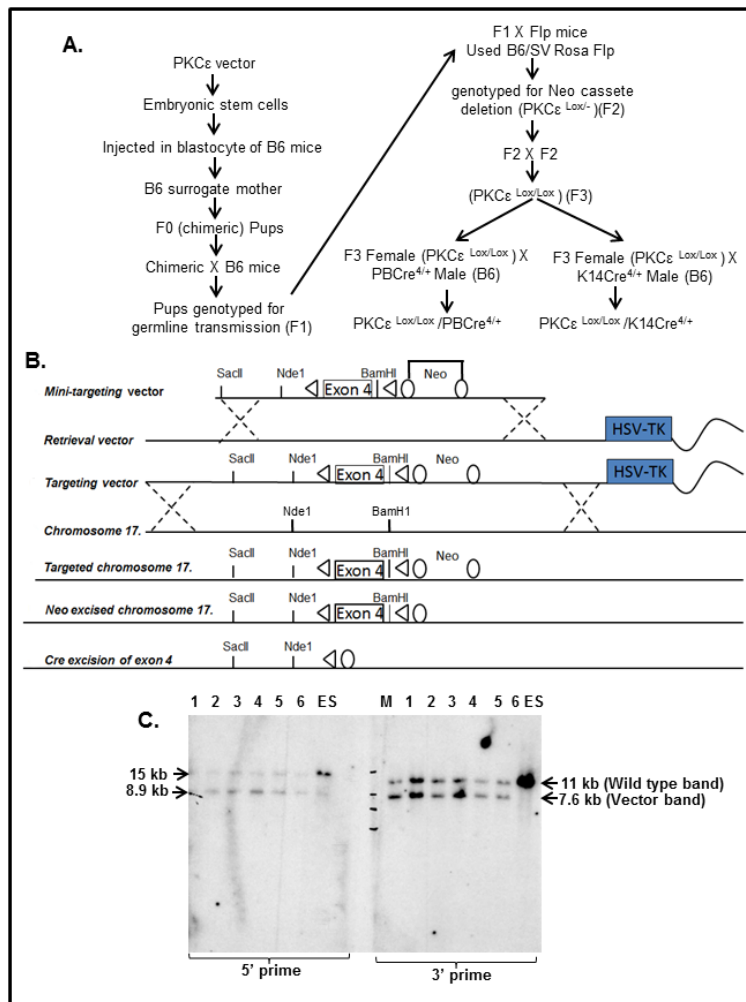 A.
PKCε vector
Embryonic stem cells
Injected in blastocyte of B6 mice
B6 surrogate mother
F0 (chimeric) Pups
Chimeric X B6 mice
Pups genotyped for
germline transmission (F1)
F1 X Flp mice
Used B6/SV Rosa Flp
genotyped for Neo cassete
deletion (PKCε Lox/-)(F2)
F2 X F2
(PKCε Lox/Lox) (F3)
F3 Female (PKCε Lox/Lox) X
PBCre4/+ Male (B6)
PKCε Lox/Lox /PBCre4/+
F3 Female (PKCε Lox/Lox) X
K14Cre4/+ Male (B6)
PKCε Lox/Lox /K14Cre4/+
B.
SacII Nde1 BamHI Neo
Mini-targeting vector Exon 4
Retrieval vector HSV-TK
SacII Nde1 BamHI Neo
Targeting vector Exon 4 HSV-TK
Nde1 BamH1
Chromosome 17.
SacII Nde1 BamHI Neo
Targeted chromosome 17. Exon 4
SacII Nde1 BamHI
Neo excised chromosome 17. Exon 4
SacII Nde1
Cre excision of exon 4
C.
1 2 3 4 5 6 ES M 1 2 3 4 5 6 ES
15 kb
8.9 kb
11 kb (Wild type band)
7.6 kb (Vector band)
5' prime
3' prime